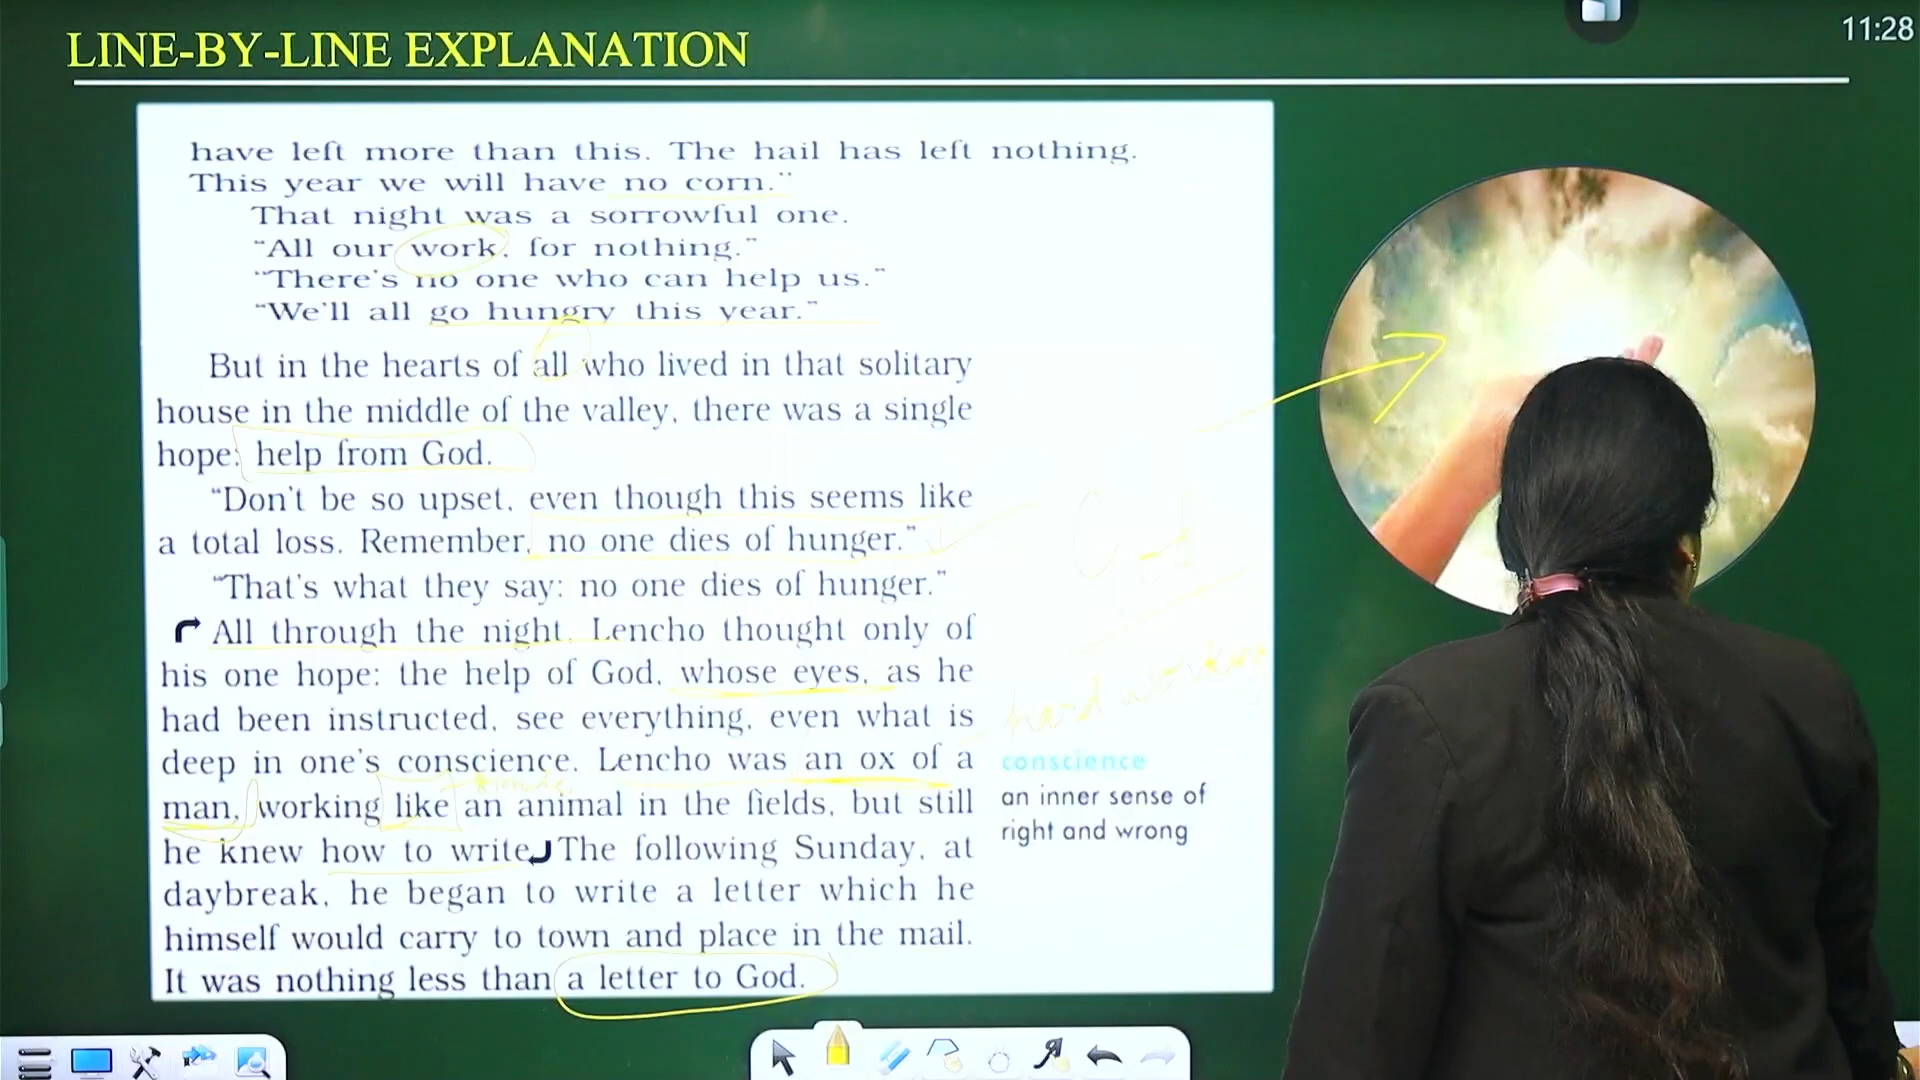 LINE-BY-LINE EXPLANATION
11:28
have left more than this. The hail has left nothing.
This year we will have no corn."
That night was a sorrowful one.
"All our work, for nothing."
"There's no one who can help us."
"We'll all go hungry this year."
But in the hearts of all who lived in that solitary
house in the middle of the valley, there was a single
hope: help from God.
"Don't be so upset, even though this seems like
a total loss. Remember, no one dies of hunger."
"That's what they say: no one dies of hunger."
All through the night, Lencho thought only of
his one hope: the help of God, whose eyes, as he
had been instructed, see everything, even what is
deep in one's conscience. Lencho was an ox of a
man, working like an animal in the fields, but still
he knew how to write. The following Sunday, at
daybreak, he began to write a letter which he
himself would carry to town and place in the mail.
It was nothing less than a letter to God.
God
hard working
conscience
an inner sense of
right and wrong